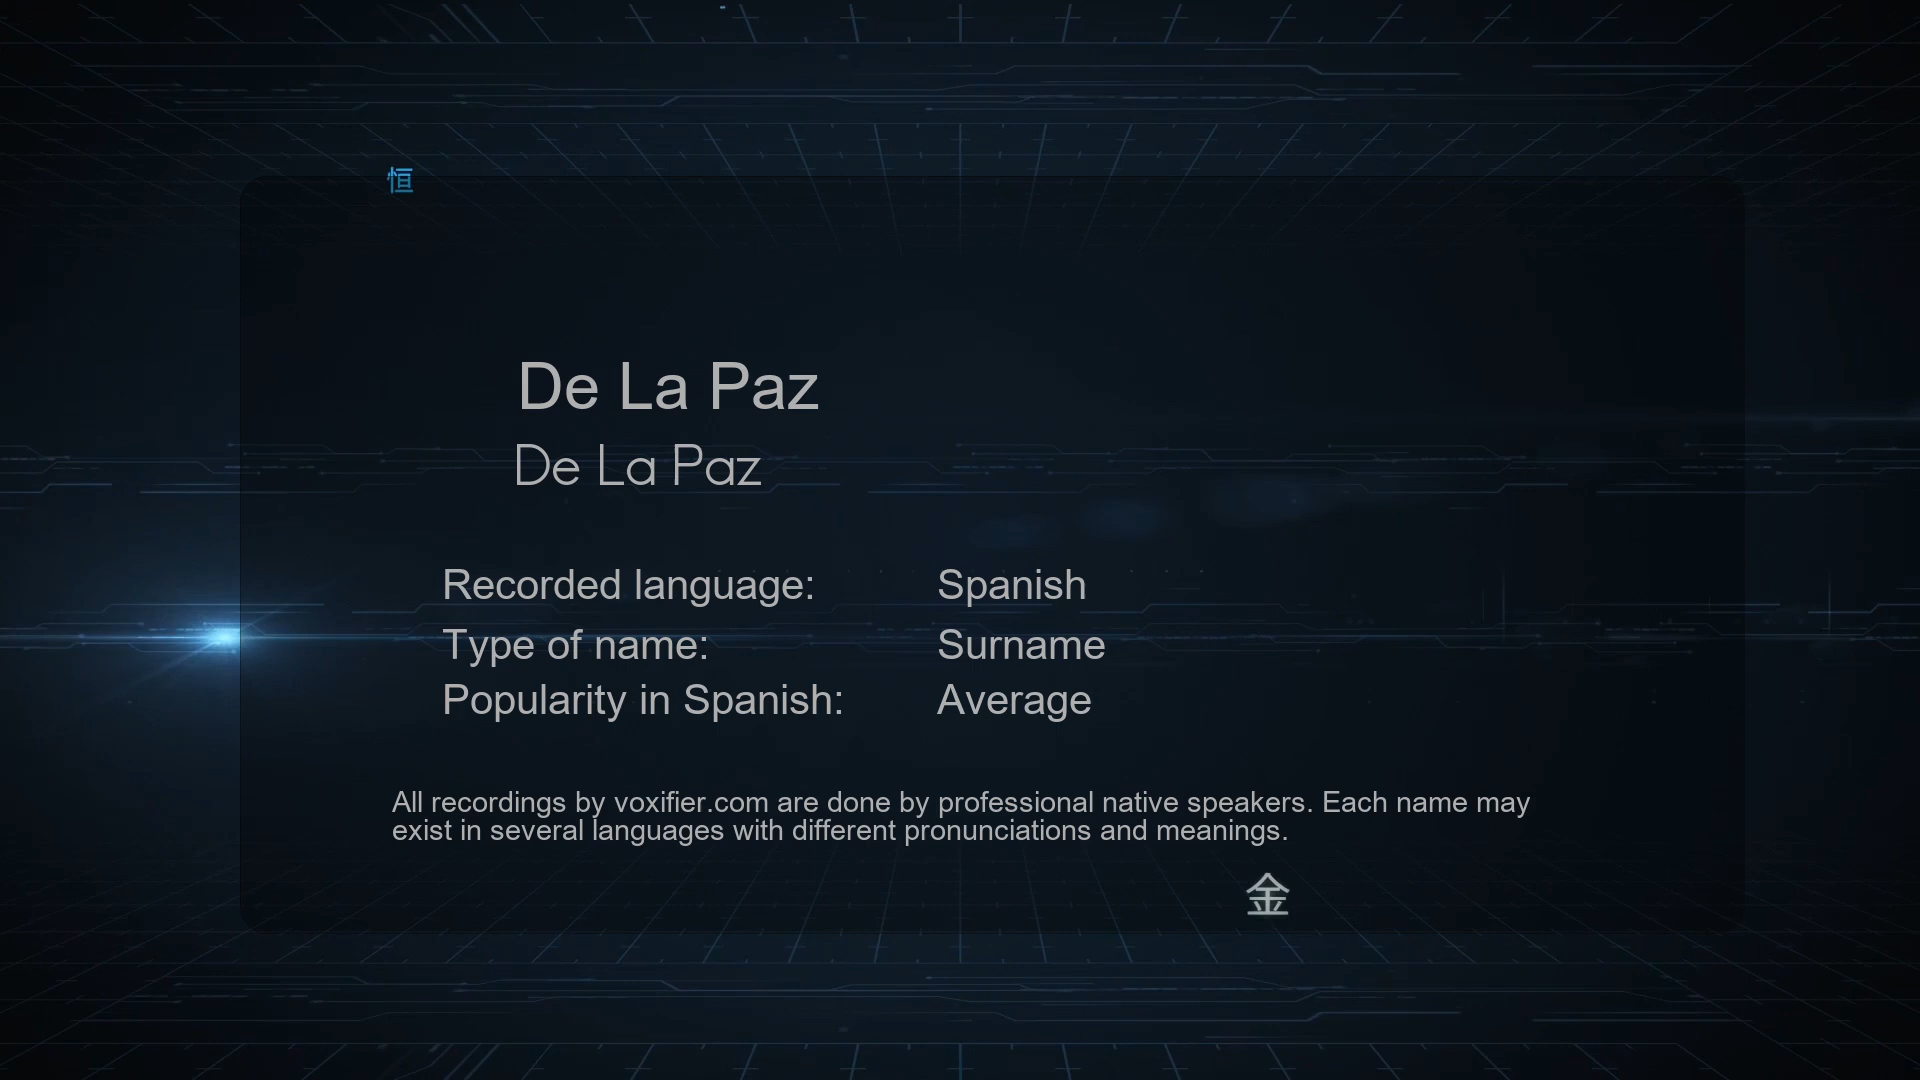 恒
De La Paz
De La Paz
Recorded language: Spanish
Type of name: Surname
Popularity in Spanish: Average
All recordings by voxifier.com are done by professional native speakers. Each name may
exist in several languages with different pronunciations and meanings.
金